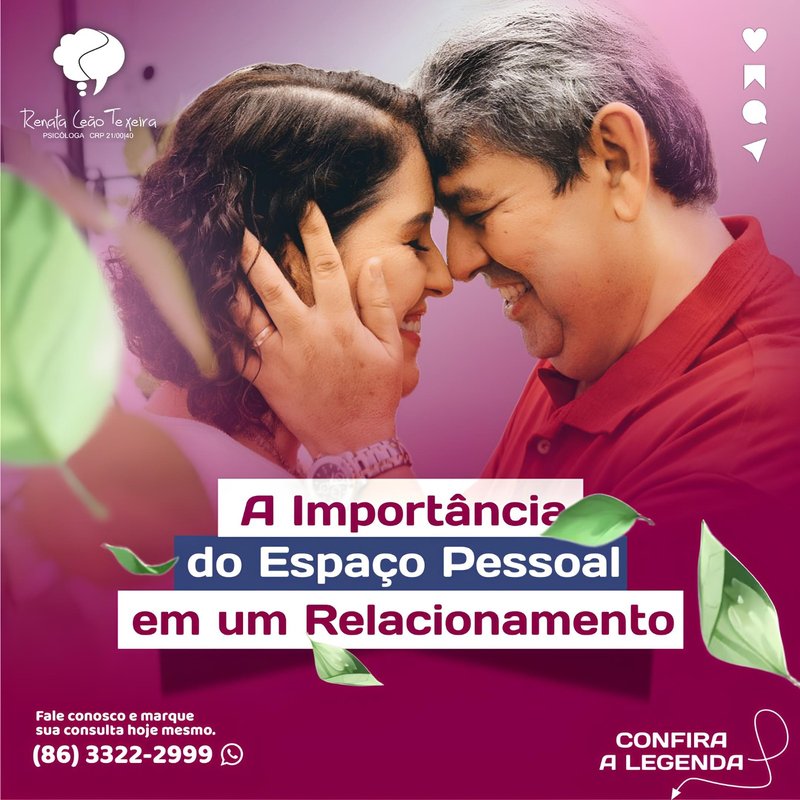 Renata Leão Texeira
PSICÓLOGA CRP 21/00140
A Importância
do Espaço Pessoal
em um Relacionamento
Fale conosco e marque
sua consulta hoje mesmo.
(86) 3322-2999
CONFIRA
A LEGENDA